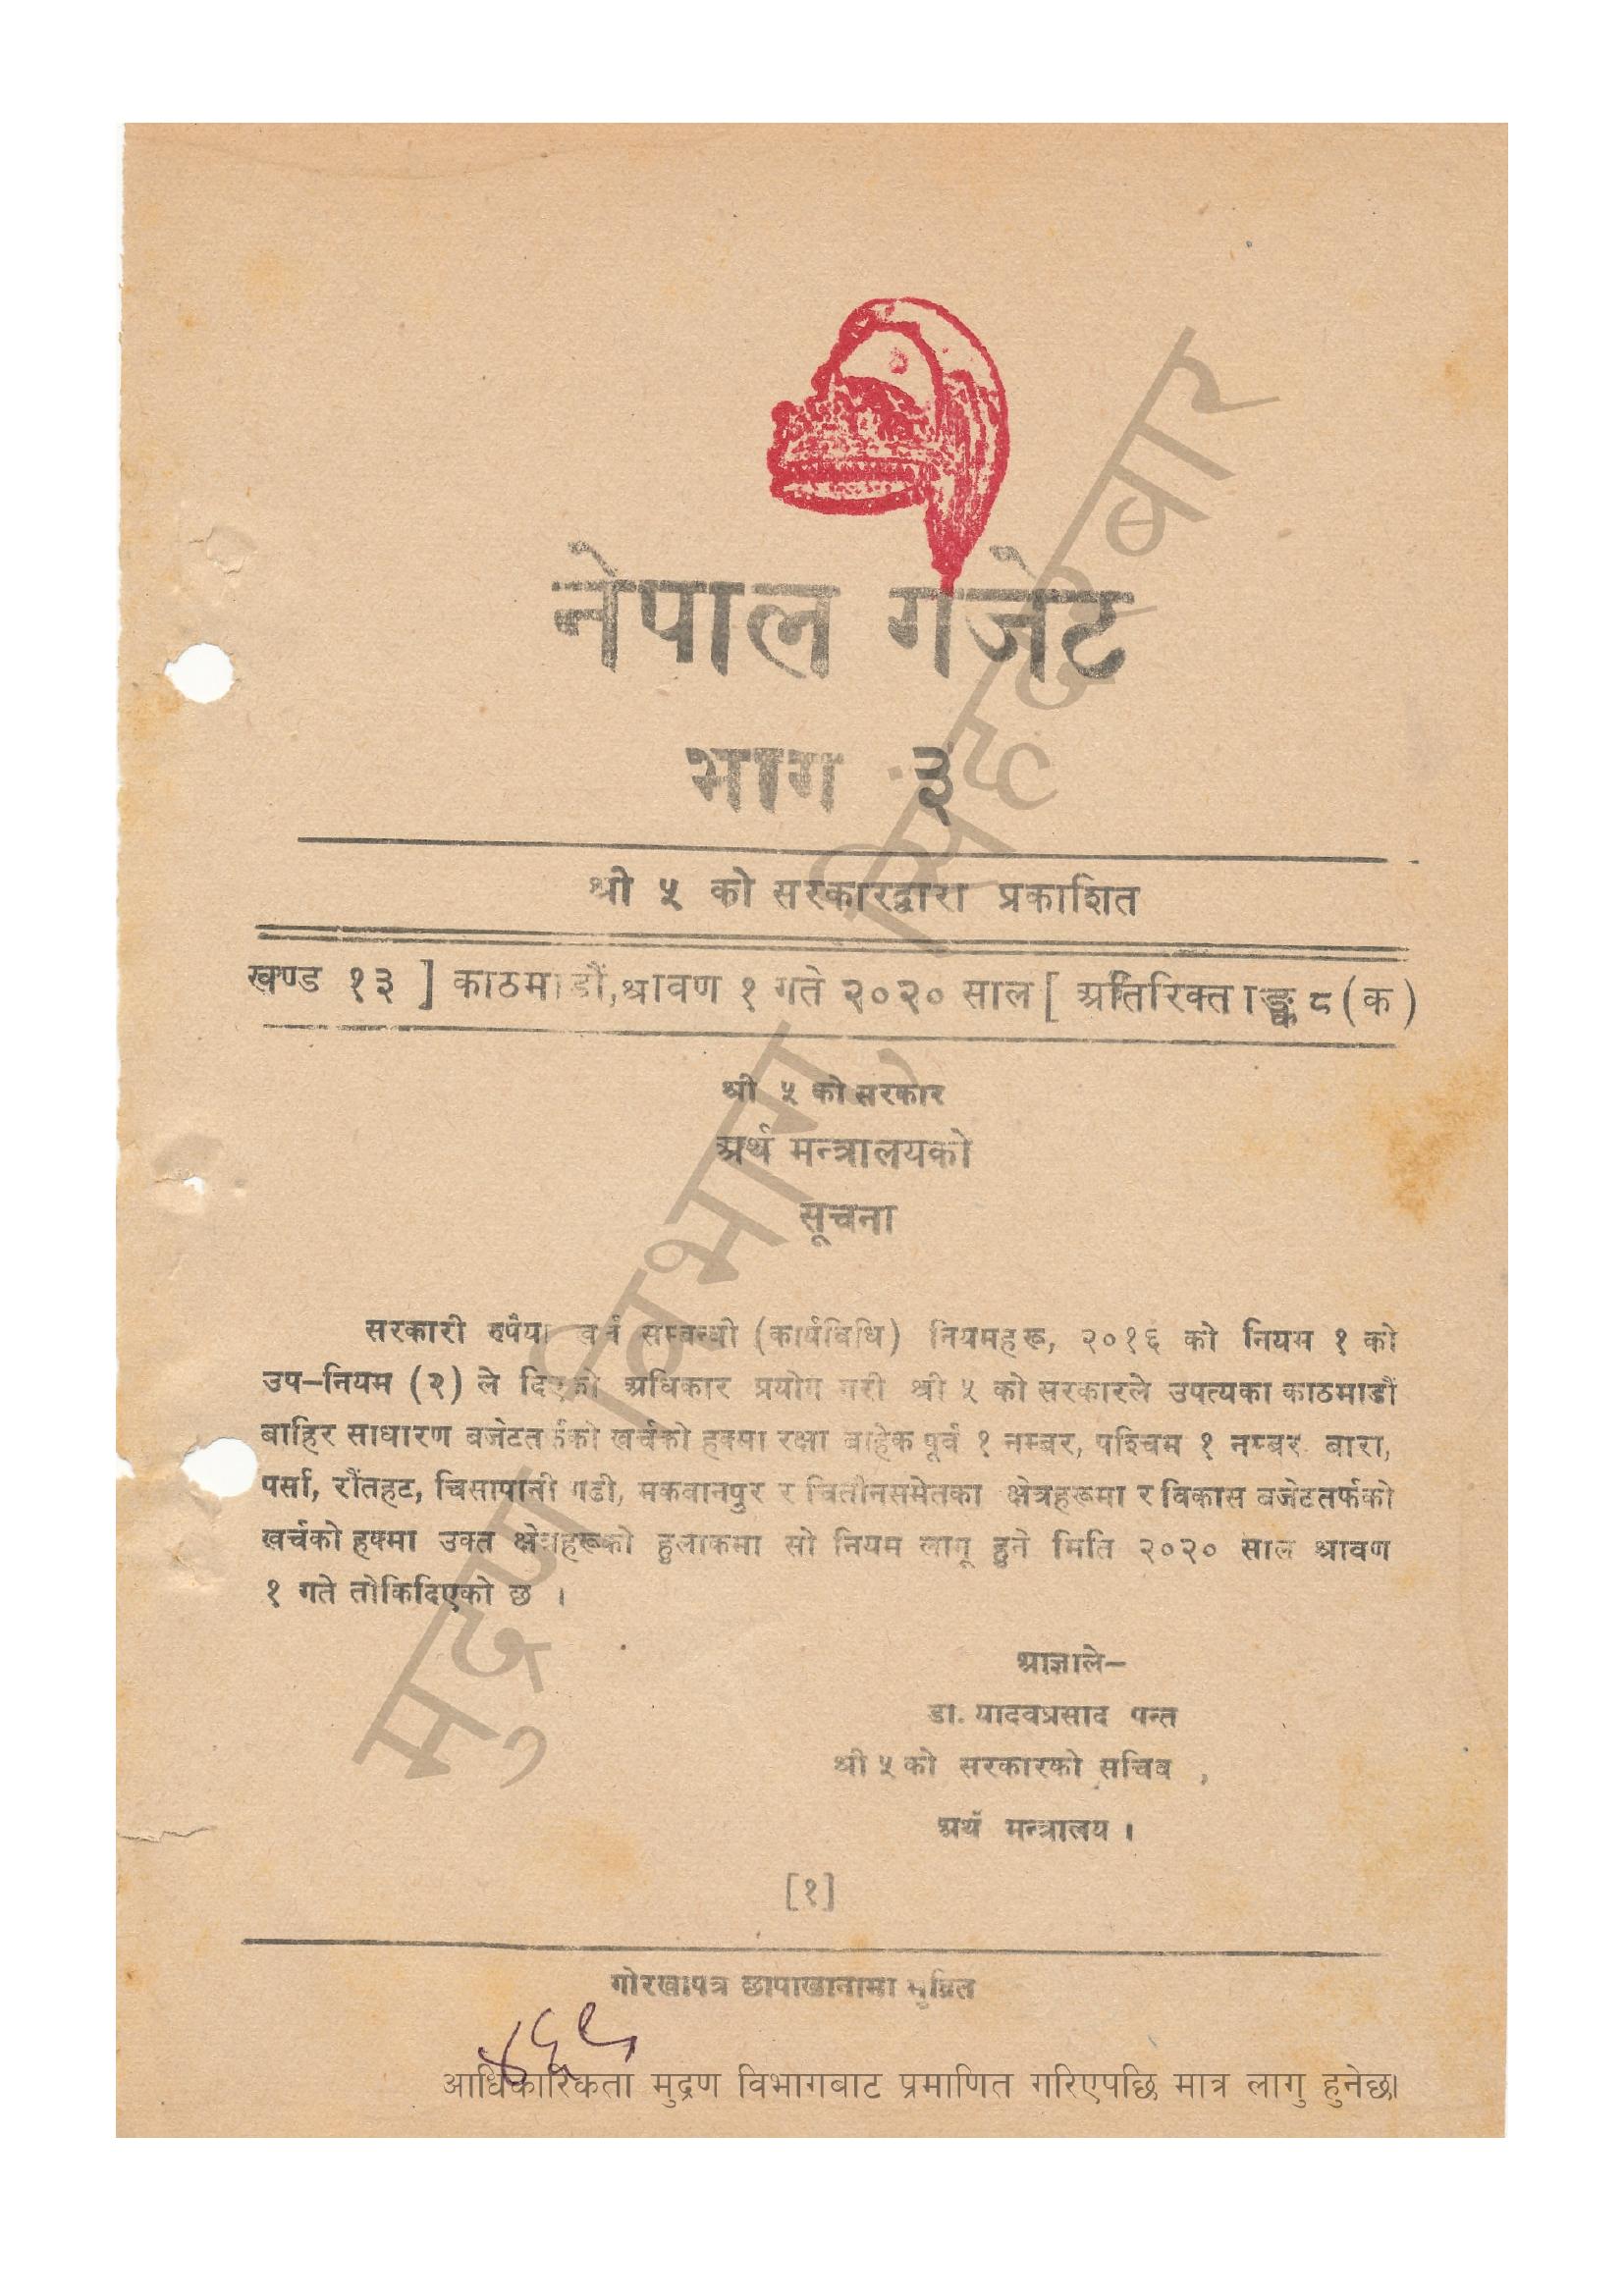 नेपाल गजेट
भाग ३
श्री ५ को सरकारद्वारा प्रकाशित
खण्ड १३ ] काठमाडौं, श्रावण १ गते २०२० साल [ अतिरिक्ताङ्क ८ (क)
श्री ५ को सरकार
अर्थ मन्त्रालयको
सूचना
सरकारी रुपैया खर्च सम्बन्धी (कार्यविधि) नियमहरू, २०१६ को नियम १ को
उप-नियम (२) ले दिएको अधिकार प्रयोग गरी श्री ५ को सरकारले उपत्यका काठमाडौं
बाहिर साधारण बजेटतर्फको खर्चको हकमा रक्षा बाहेक पूर्व १ नम्बर, पश्चिम १ नम्बर बारा,
पर्सा, रौतहट, चिसापानी गढी, मकवानपुर र चितौनसमेतका क्षेत्रहरूमा र विकास बजेटतर्फको
खर्चको हकमा उक्त क्षेत्रहरूको हुलाकमा सो नियम लागू हुने मिति २०२० साल श्रावण
१ गते तोकिदिएको छ ।
आज्ञाले-
डा. यादवप्रसाद पन्त
श्री ५ को सरकारको सचिव ,
अर्थ मन्त्रालय ।
[१]
गोरखापत्र छापाखानामा मुद्रित
आधिकारिकता मुद्रण विभागबाट प्रमाणित गरिएपछि मात्र लागु हुनेछ।
मुद्रण विभाग, सिंहदरबार